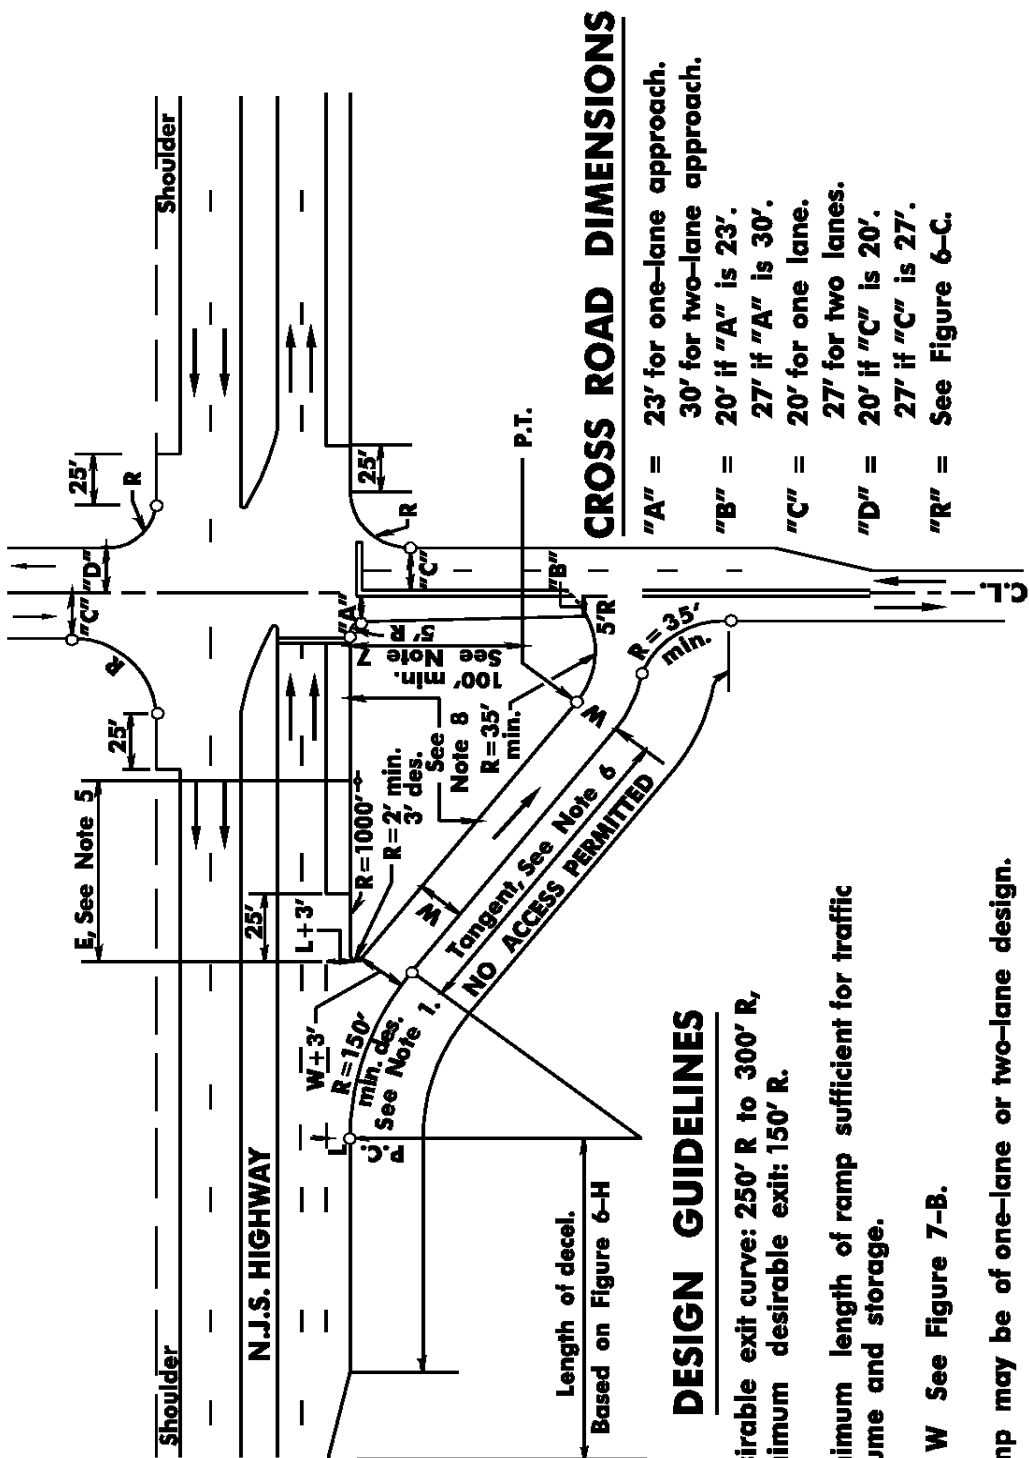 Shoulder
Shoulder
N.J.S. HIGHWAY
25'
R
"D"
"C"
R
25'
E, See Note 5
25'
L+3'
W+3'
R=150'
min. des.
See Note 1.
L
P.C.
R=1000'
R=2' min.
3' des.
See
Note 8
R=35'
min.
100' min.
See Note 7
5'R
"A"
25'
R
"C"
"B"
5'R
P.T.
R=35'
min.
C.L.
W
W
Tangent, See Note 6
NO ACCESS PERMITTED
Length of decel.
Based on Figure 6-H
CROSS ROAD DIMENSIONS
"A" = 23' for one-lane approach.
30' for two-lane approach.
"B" = 20' if "A" is 23'.
27' if "A" is 30'.
"C" = 20' for one lane.
27' for two lanes.
"D" = 20' if "C" is 20'.
27' if "C" is 27'.
"R" = See Figure 6-C.
DESIGN GUIDELINES
sirable exit curve: 250' R to 300' R,
nimum desirable exit: 150' R.
nimum length of ramp sufficient for traffic
ume and storage.
W See Figure 7-B.
mp may be of one-lane or two-lane design.